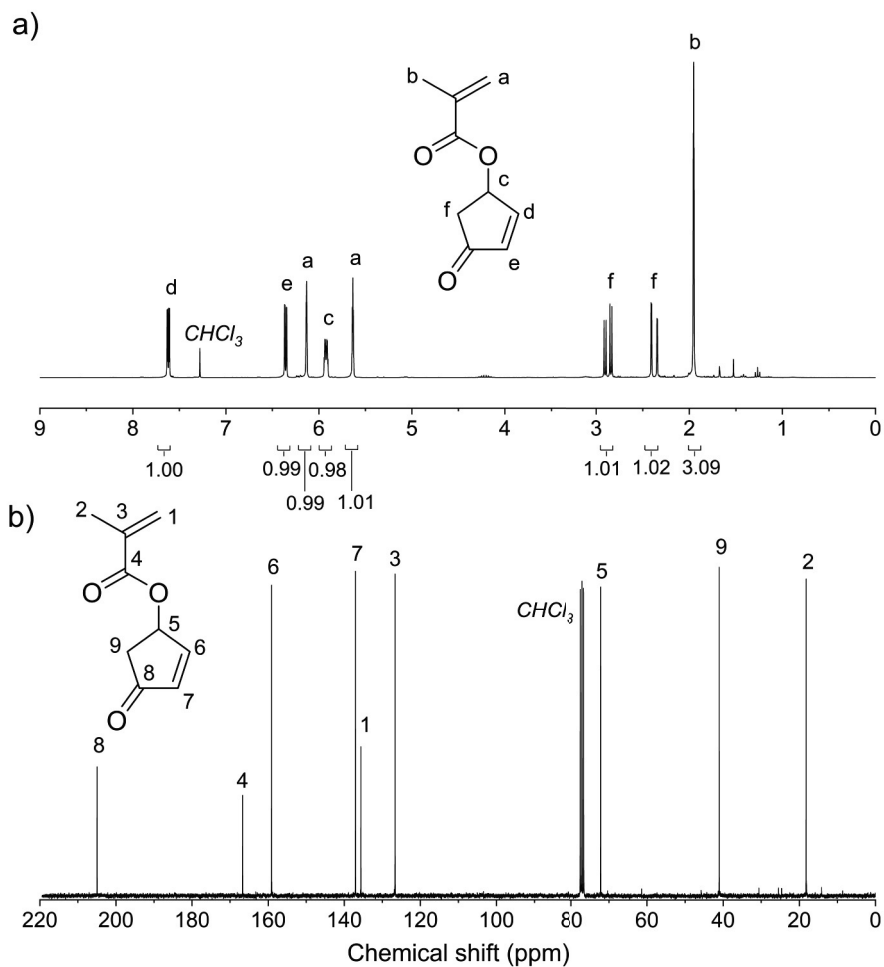 a)
b
b a
O O
c
f d
O e
d e a c a f f
CHCl3
9 8 7 6 5 4 3 2 1 0
1.00 0.99 0.98 1.01 1.01 1.02 3.09
0.99
b)
2 3 1
4
O O
5
9 6
8 7
O
8 4 6 7 1 3 5 9 2
CHCl3
220 200 180 160 140 120 100 80 60 40 20 0
Chemical shift (ppm)